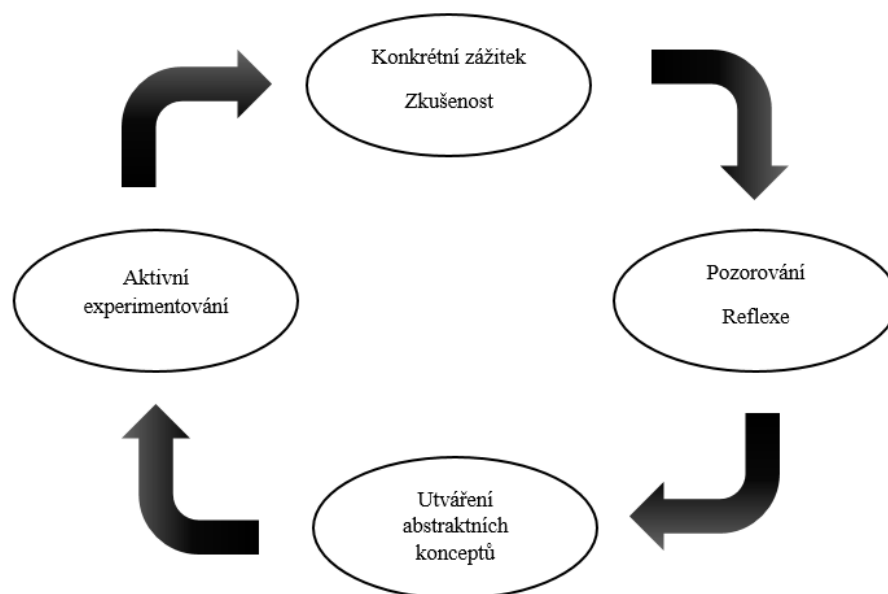 Konkrétní zážitek
Zkušenost
Pozorování
Reflexe
Utváření
abstraktních
konceptů
Aktivní
experimentování